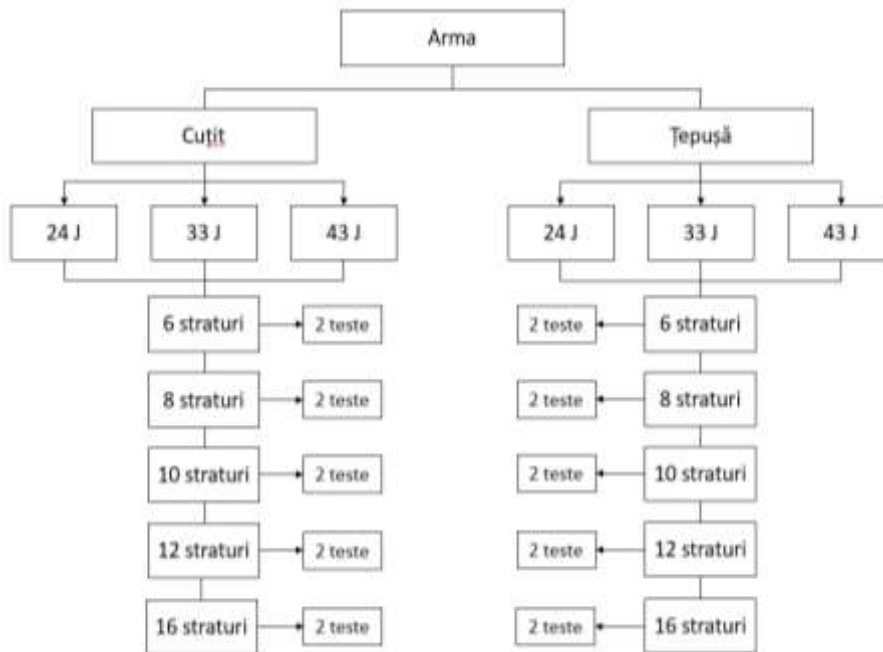 Arma
Cuțit
Țepușă
24 J
33 J
43 J
24 J
33 J
43 J
6 straturi
2 teste
2 teste
6 straturi
8 straturi
2 teste
2 teste
8 straturi
10 straturi
2 teste
2 teste
10 straturi
12 straturi
2 teste
2 teste
12 straturi
16 straturi
2 teste
2 teste
16 straturi